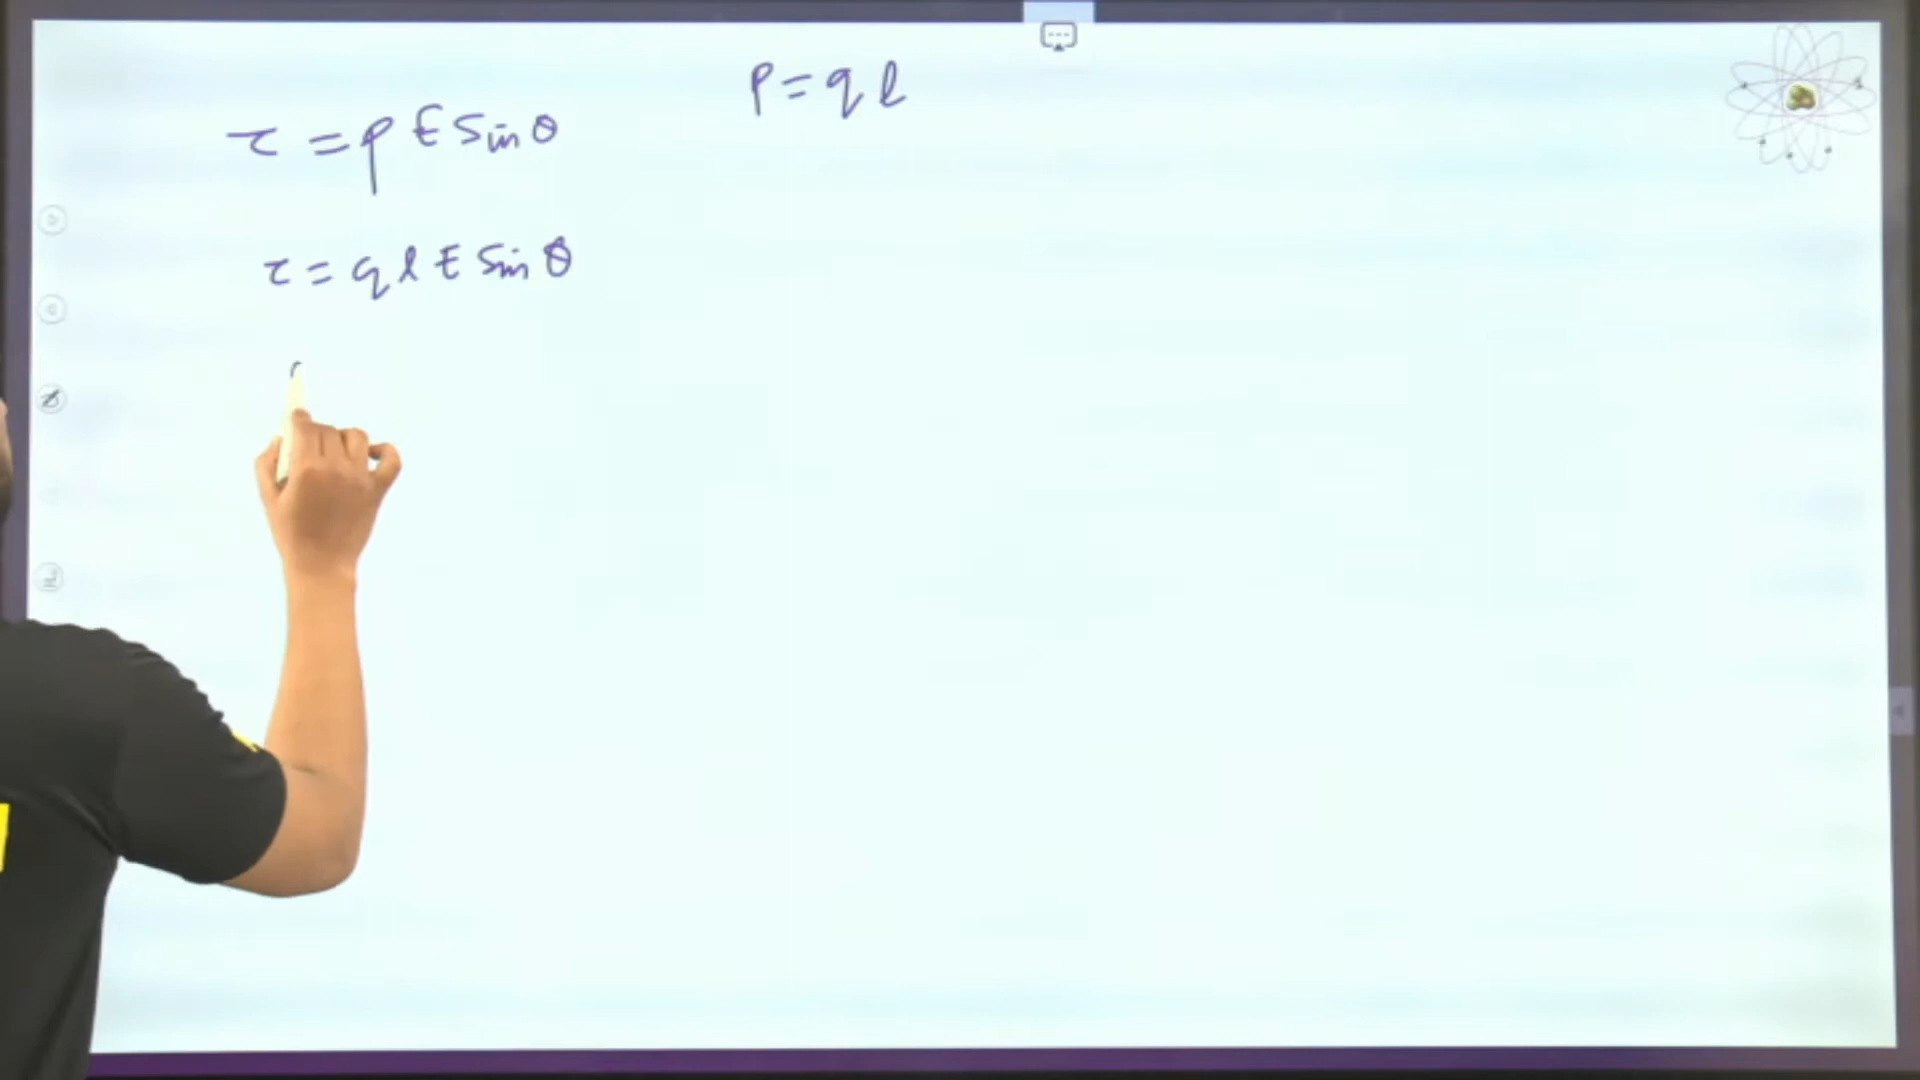 P = q l
τ = p E Sin θ
τ = q l E Sin θ